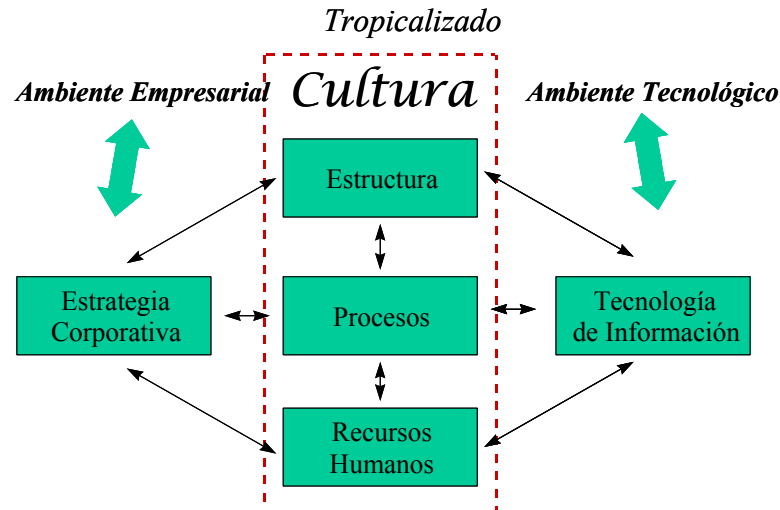 Tropicalizado
Cultura
Ambiente Empresarial
Ambiente Tecnológico
Estructura
Estrategia
Corporativa
Procesos
Tecnología
de Información
Recursos
Humanos